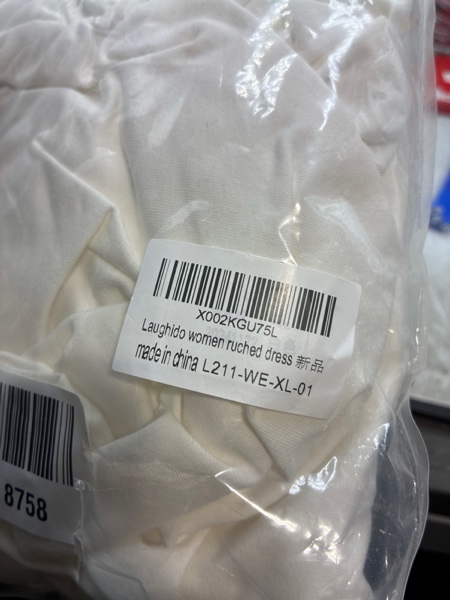 X002KGU75L
Laughido women ruched dress 新品
made in china L211-WE-XL-01
8758